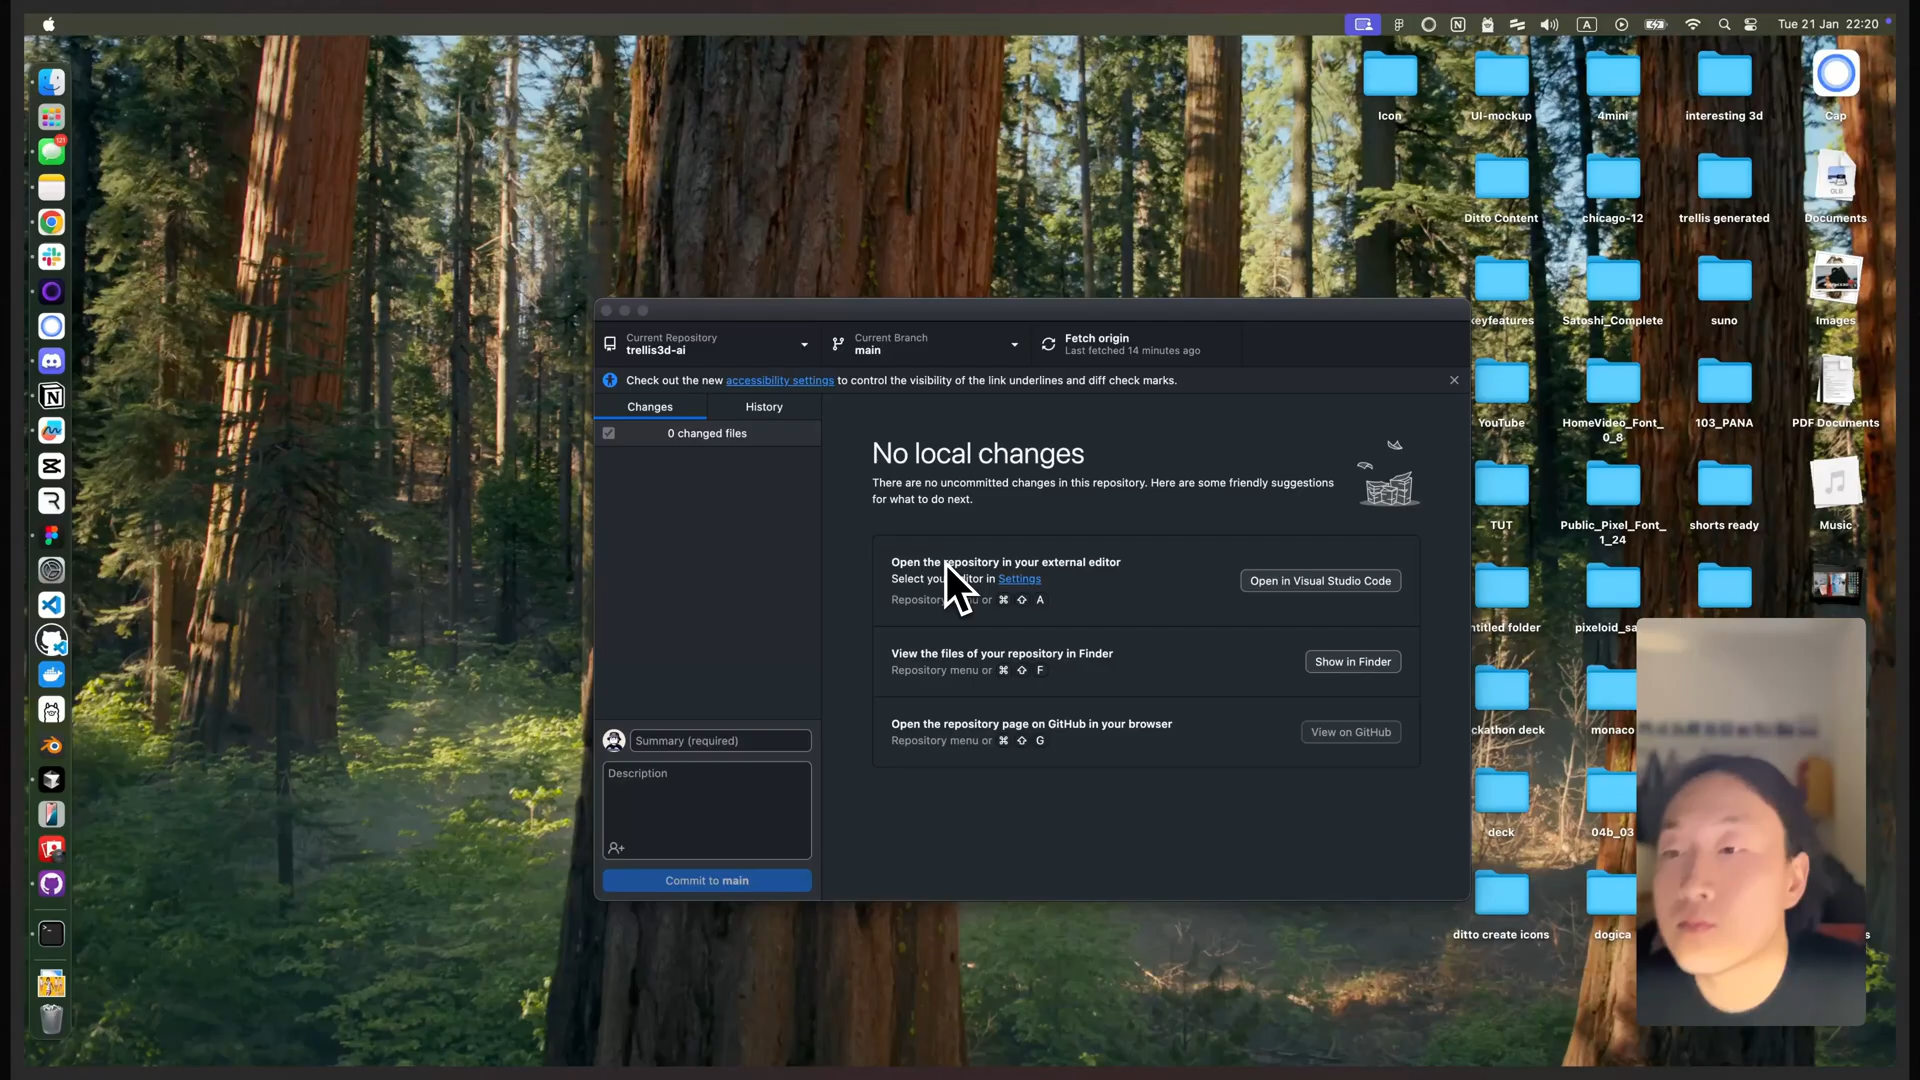 Tue 21 Jan 22:20
Icon
UI-mockup
4mini
interesting 3d
Cap
Ditto Content
chicago-12
trellis generated
Documents
keyfeatures
Satoshi_Complete
suno
Images
YouTube
HomeVideo_Font_
0_8
103_PANA
PDF Documents
TUT
Public_Pixel_Font_
1_24
shorts ready
Music
ntitled folder
pixeloid_sa
ckathon deck
monaco
deck
04b_03
ditto create icons
dogica
s
121
Current Repository
trellis3d-ai
Current Branch
main
Fetch origin
Last fetched 14 minutes ago
Check out the new accessibility settings to control the visibility of the link underlines and diff check marks.
Changes
History
0 changed files
No local changes
There are no uncommitted changes in this repository. Here are some friendly suggestions
for what to do next.
Open the repository in your external editor
Select you ditor in Settings
Repository nu or ⌘ ⇧ A
Open in Visual Studio Code
View the files of your repository in Finder
Repository menu or ⌘ ⇧ F
Show in Finder
Open the repository page on GitHub in your browser
Repository menu or ⌘ ⇧ G
View on GitHub
Summary (required)
Description
Commit to main